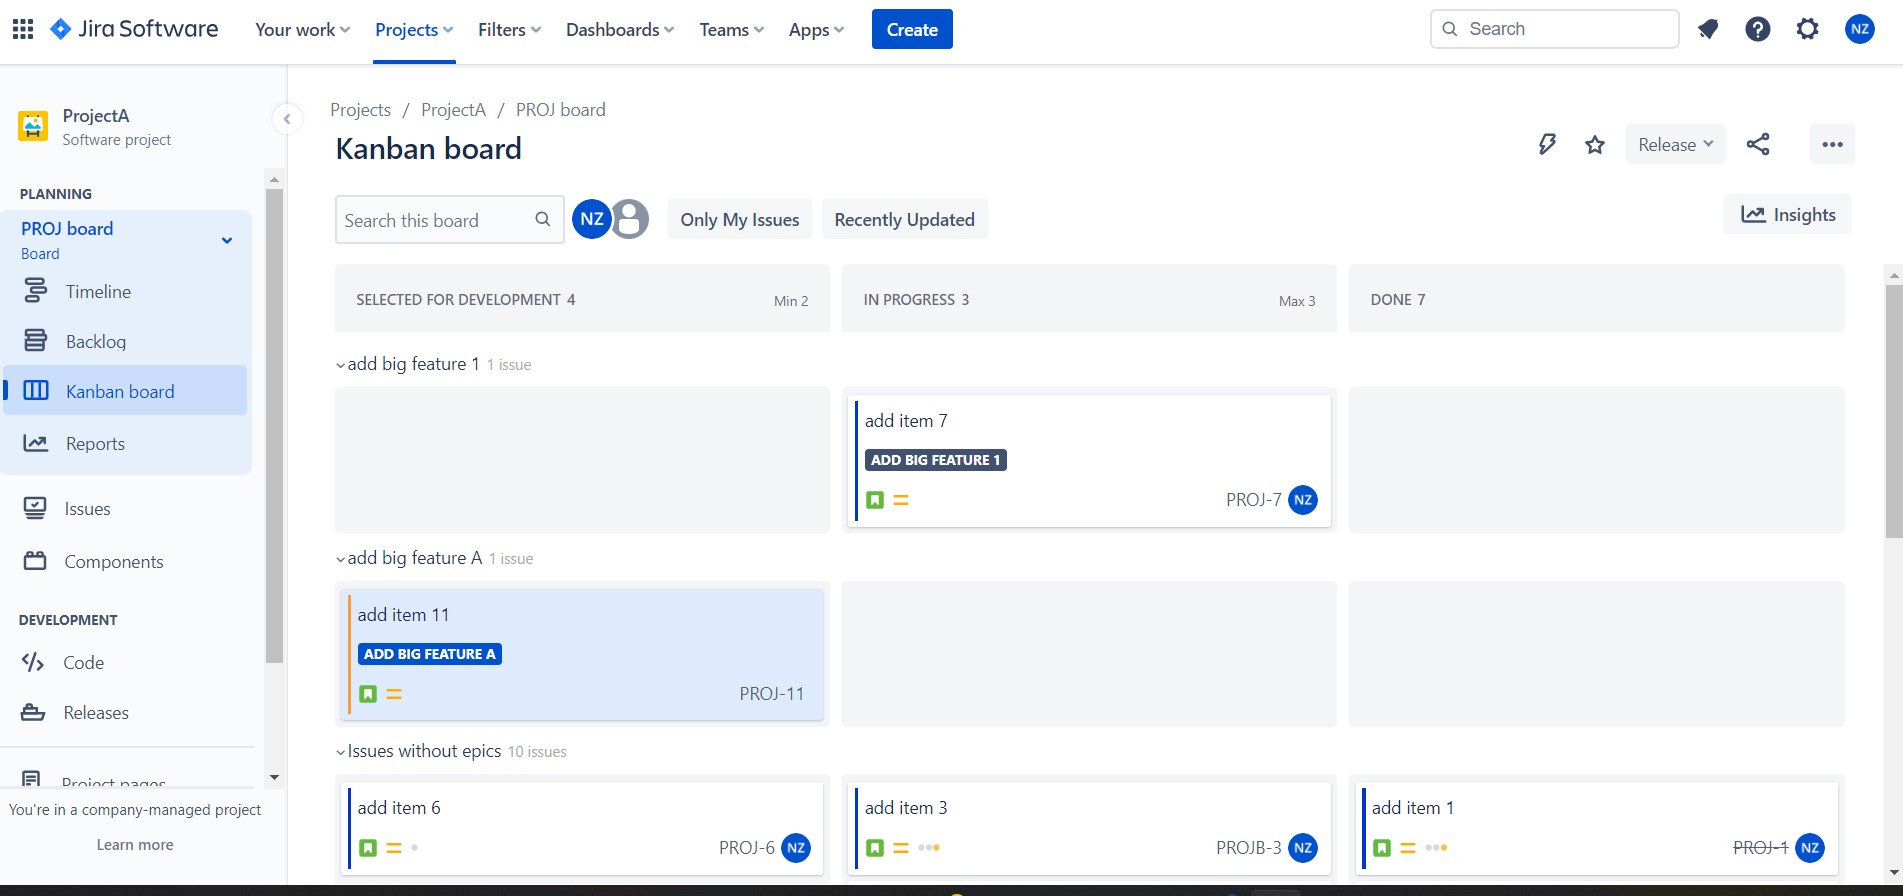 Jira Software Your work Projects Filters Dashboards Teams Apps Create Search NZ
ProjectA
Software project
PLANNING
PROJ board
Board
Timeline
Backlog
Kanban board
Reports
Issues
Components
DEVELOPMENT
Code
Releases
Project pages
You're in a company-managed project
Learn more
Projects / ProjectA / PROJ board
Kanban board
Release
Search this board NZ Only My Issues Recently Updated Insights
SELECTED FOR DEVELOPMENT 4 Min 2 IN PROGRESS 3 Max 3 DONE 7
add big feature 1 1 issue
add item 7
ADD BIG FEATURE 1
PROJ-7 NZ
add big feature A 1 issue
add item 11
ADD BIG FEATURE A
PROJ-11
Issues without epics 10 issues
add item 6
PROJ-6 NZ
add item 3
PROJB-3 NZ
add item 1
PROJ-1 NZ